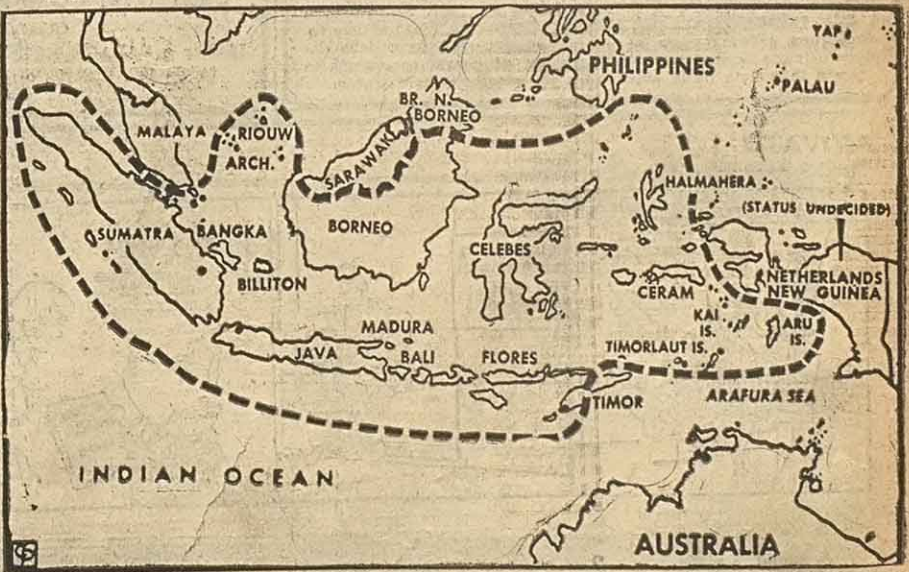 YAP
PHILIPPINES
PALAU
BR. N.
BORNEO
MALAYA
RIOUW
ARCH.
SARAWAK
HALMAHERA
(STATUS UNDECIDED)
SUMATRA
BANGKA
BORNEO
CELEBES
BILLITON
CERAM
NETHERLANDS
NEW GUINEA
KAI
IS.
ARU
IS.
MADURA
JAVA
BALI
FLORES
TIMORLAUT IS.
TIMOR
ARAFURA SEA
INDIAN OCEAN
AUSTRALIA